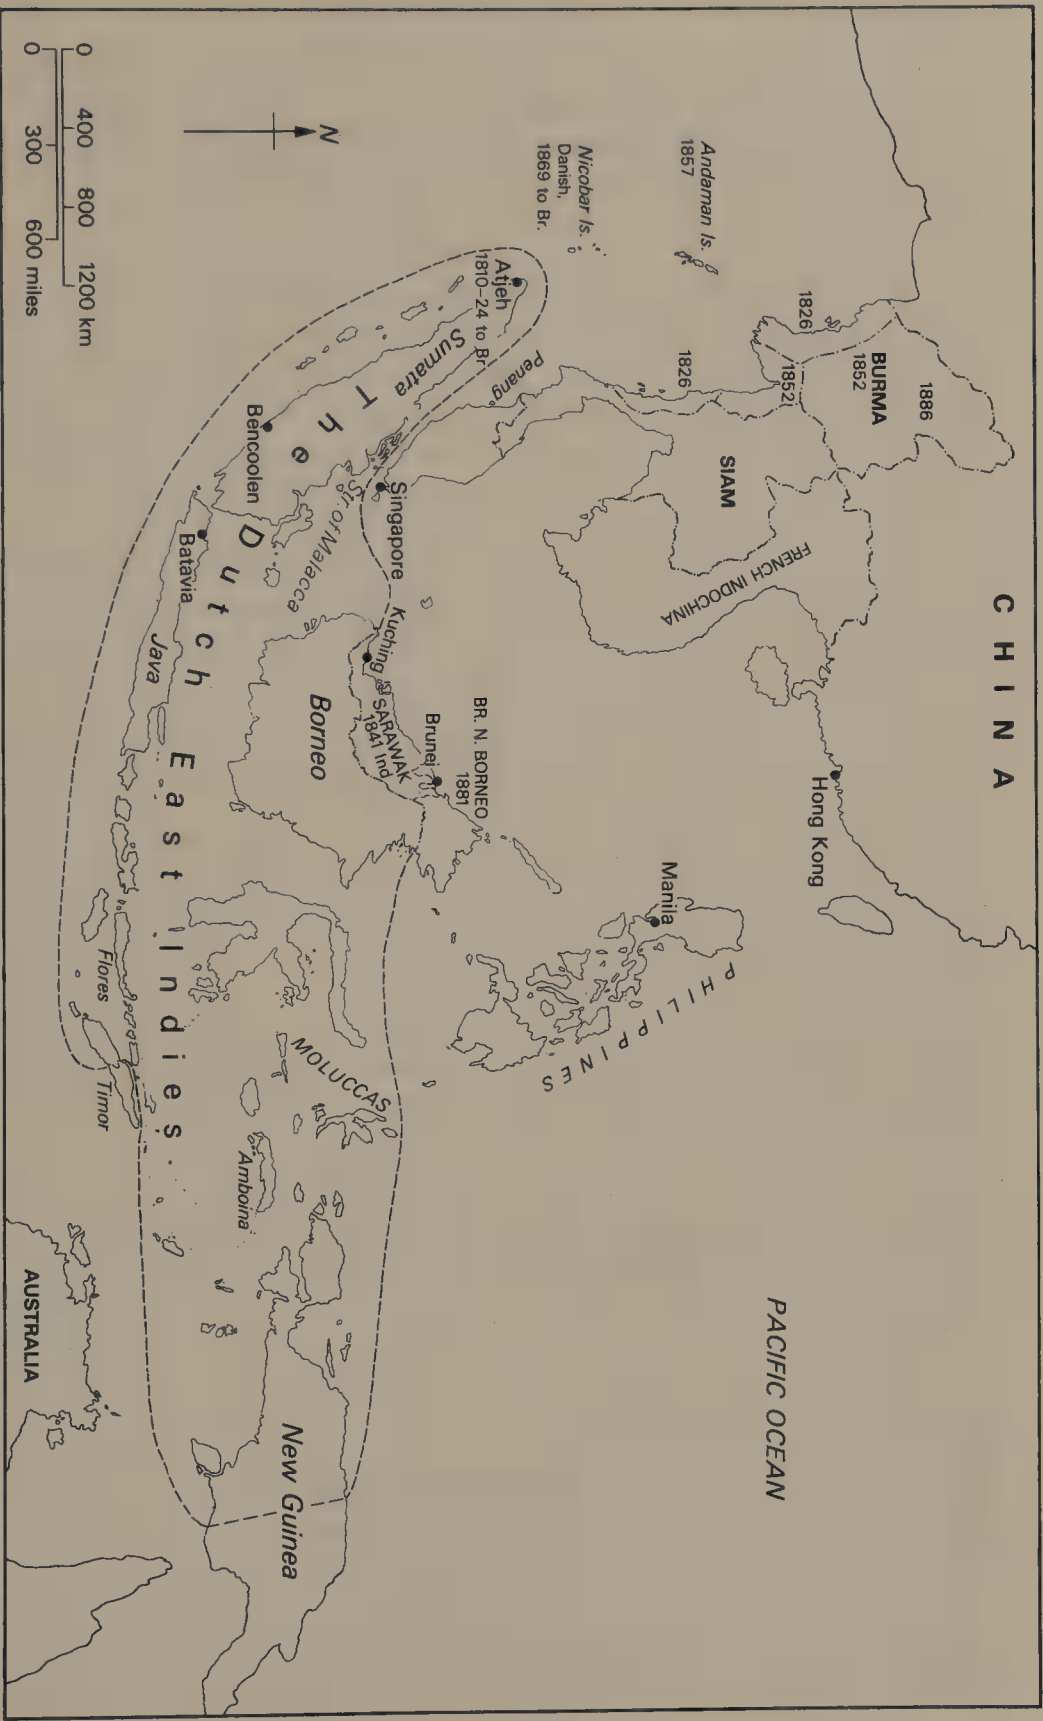 CHINA
1886
BURMA
1852
1826
1852
1826
SIAM
FRENCH INDOCHINA
Hong Kong
PACIFIC OCEAN
Andaman Is.
1857
Nicobar Is.
Danish,
1869 to Br.
Manila
PHILIPPINES
Penang
Atjeh
1810–24 to Br
Sumatra
Singapore
Str of Malacca
Kuching
SARAWAK
1841 Ind
Brunei
BR. N. BORNEO
1881
Borneo
MOLUCCAS
Amboina
New Guinea
Bencoolen
Batavia
Java
The Dutch East Indies
Flores
Timor
AUSTRALIA
N
0 400 800 1200 km
0 300 600 miles